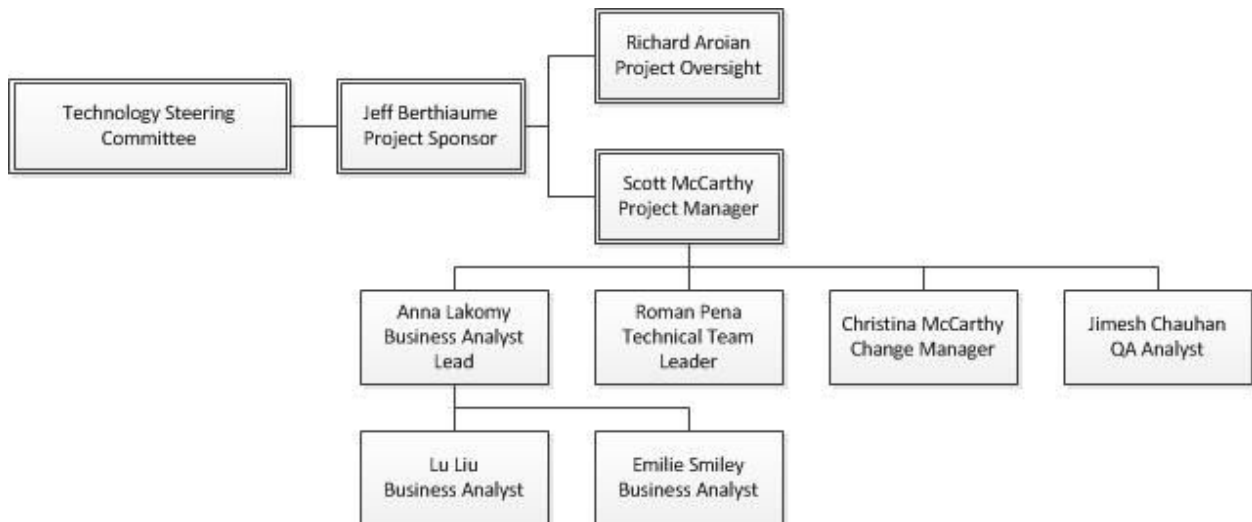 Richard Aroian
Project Oversight
Technology Steering
Committee
Jeff Berthiaume
Project Sponsor
Scott McCarthy
Project Manager
Anna Lakomy
Business Analyst
Lead
Roman Pena
Technical Team
Leader
Christina McCarthy
Change Manager
Jimesh Chauhan
QA Analyst
Lu Liu
Business Analyst
Emilie Smiley
Business Analyst